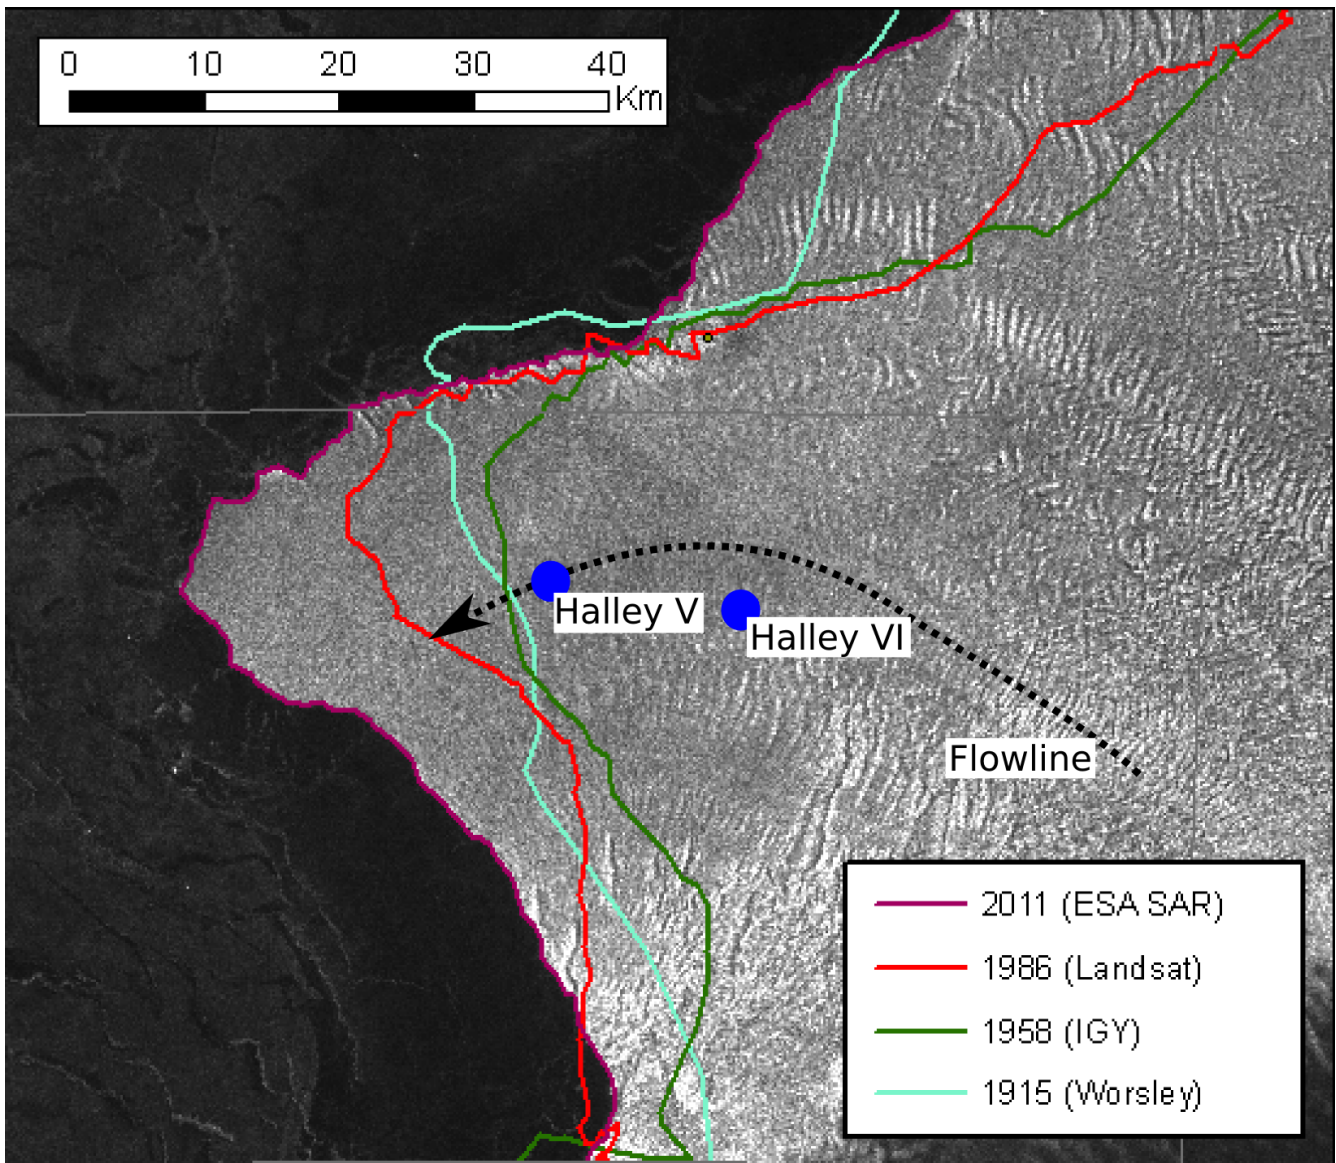 0 10 20 30 40
Km
Halley V
Halley VI
Flowline
2011 (ESA SAR)
1986 (Landsat)
1958 (IGY)
1915 (Worsley)